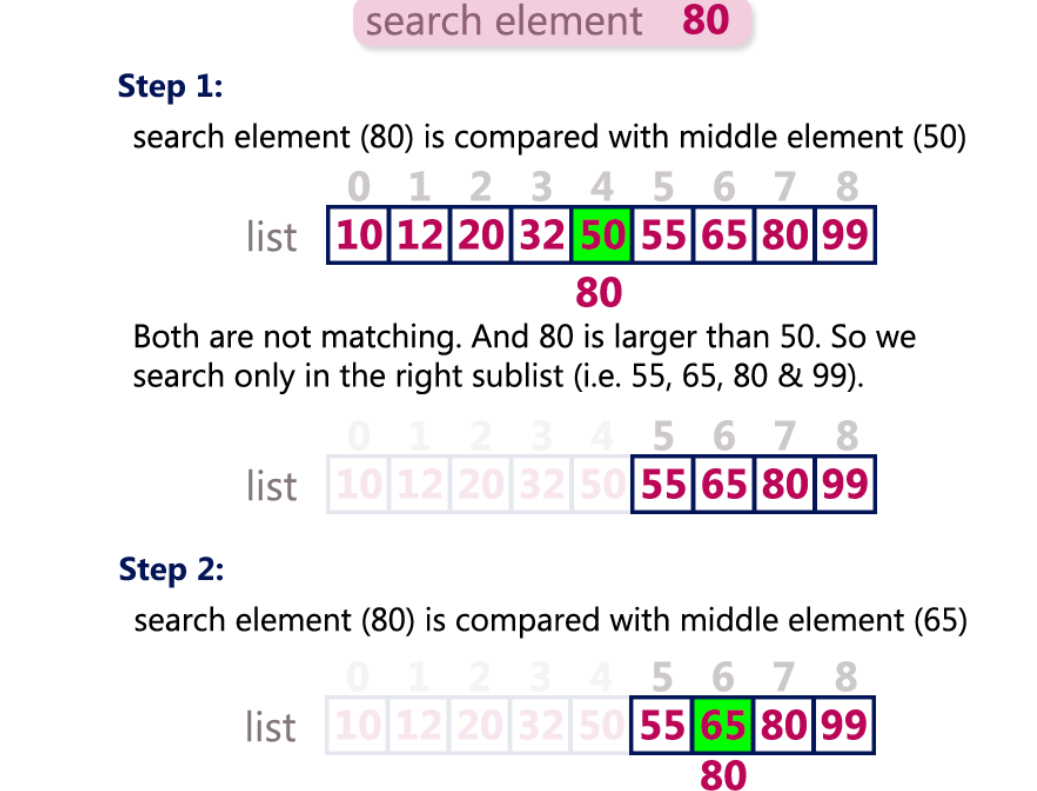 search element 80
Step 1:
search element (80) is compared with middle element (50)
0 1 2 3 4 5 6 7 8
list 10 12 20 32 50 55 65 80 99
80
Both are not matching. And 80 is larger than 50. So we
search only in the right sublist (i.e. 55, 65, 80 & 99).
0 1 2 3 4 5 6 7 8
list 10 12 20 32 50 55 65 80 99
Step 2:
search element (80) is compared with middle element (65)
0 1 2 3 4 5 6 7 8
list 10 12 20 32 50 55 65 80 99
80